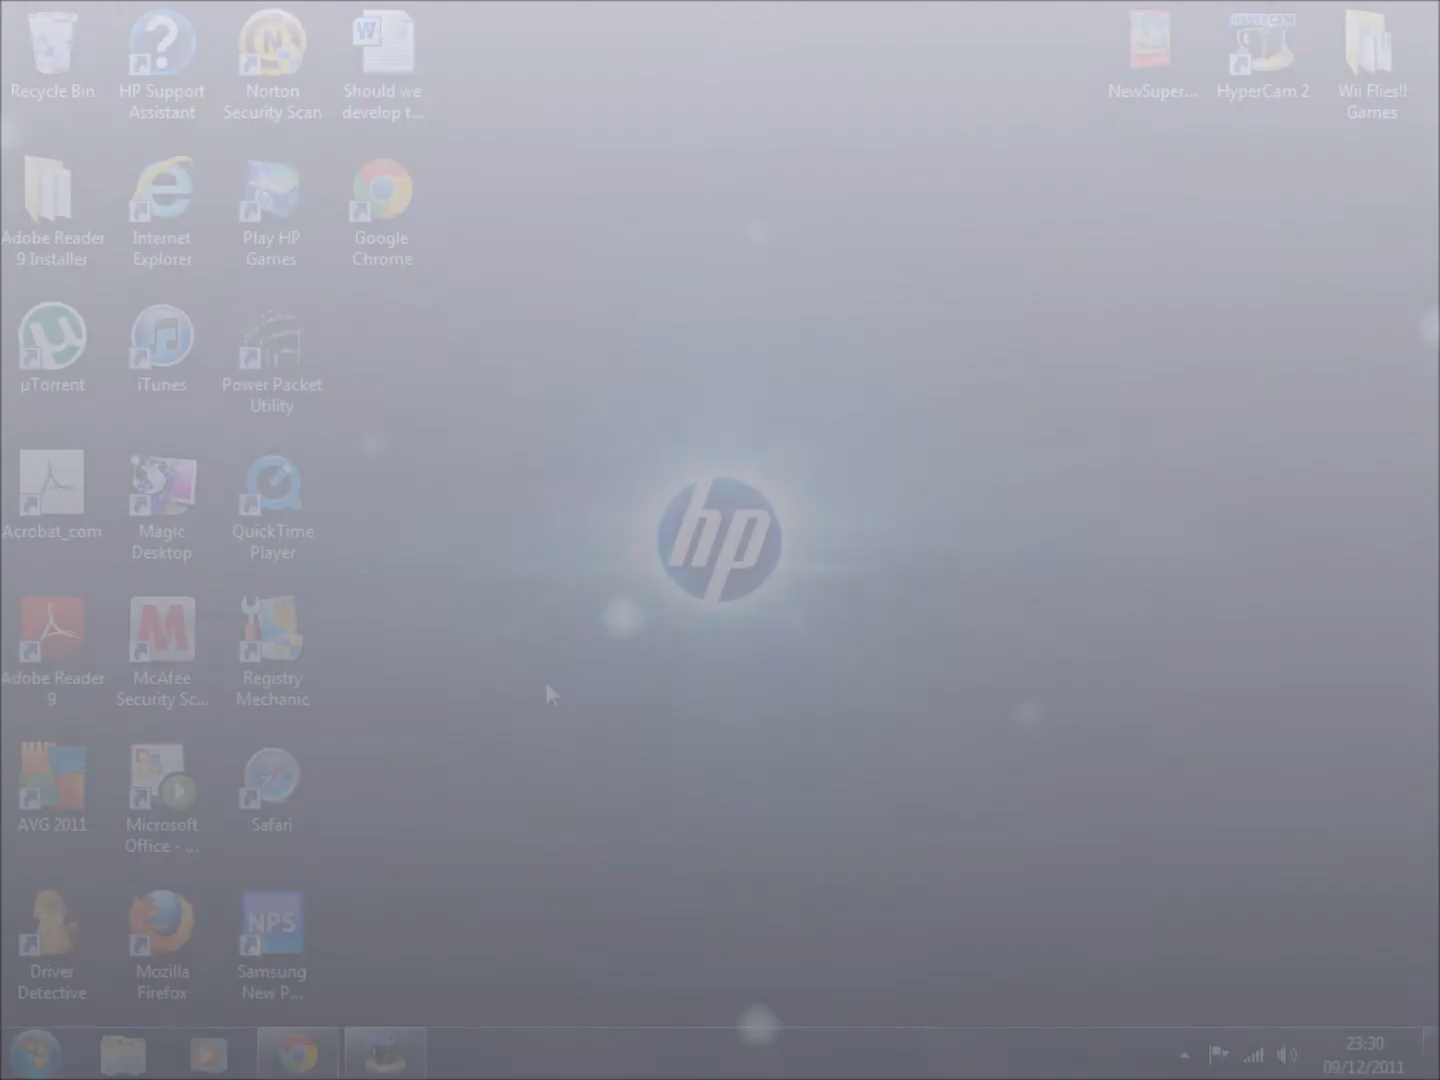 Recycle Bin
HP Support
Assistant
Norton
Security Scan
Should we
develop t...
NewSuper...
HyperCam 2
Wii Flies!!
Games
Adobe Reader
9 Installer
Internet
Explorer
Play HP
Games
Google
Chrome
µTorrent
iTunes
Power Packet
Utility
hp
Acrobat_com
Magic
Desktop
QuickTime
Player
Adobe Reader
9
McAfee
Security Sc...
Registry
Mechanic
AVG 2011
Microsoft
Office - ...
Safari
NPS
Driver
Detective
Mozilla
Firefox
Samsung
New P...
23:30
09/12/2011